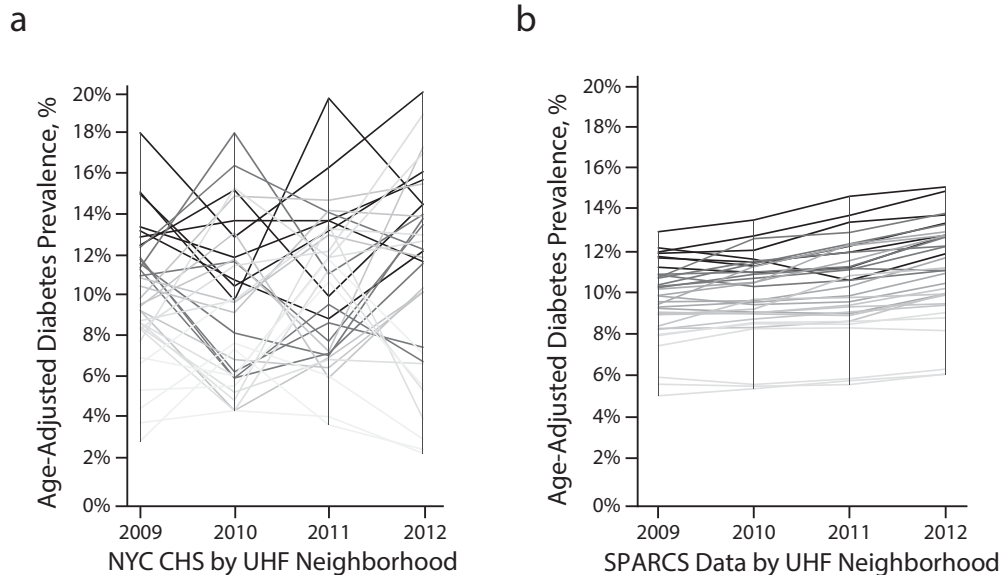 a
Age-Adjusted Diabetes Prevalence, %
20%
18%
16%
14%
12%
10%
8%
6%
4%
2%
0%
2009 2010 2011 2012
NYC CHS by UHF Neighborhood
b
Age-Adjusted Diabetes Prevalence, %
20%
18%
16%
14%
12%
10%
8%
6%
4%
2%
0%
2009 2010 2011 2012
SPARCS Data by UHF Neighborhood